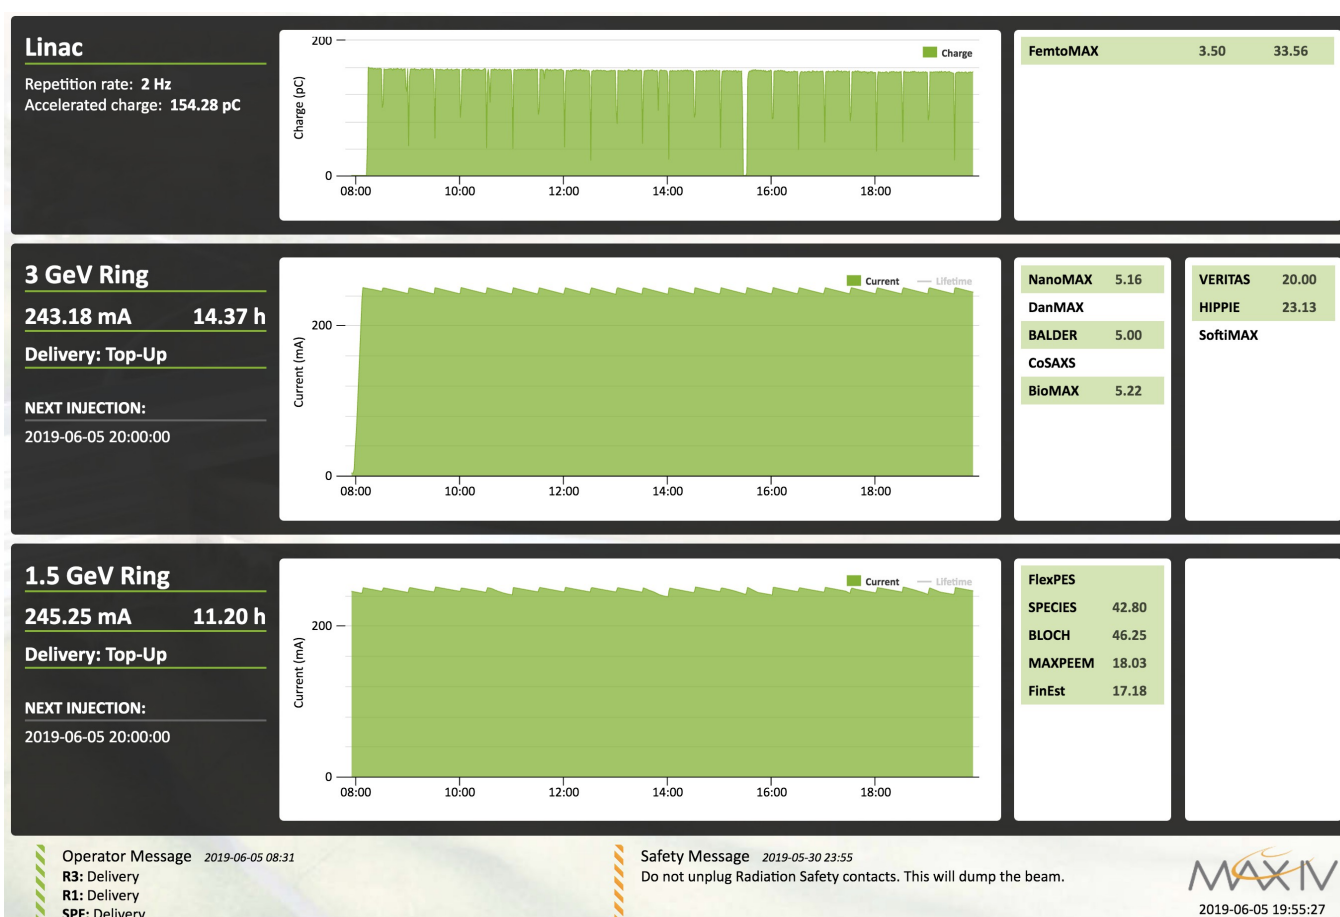 Linac
Repetition rate: 2 Hz
Accelerated charge: 154.28 pC
Charge (pC)
200
0
Charge
08:00 10:00 12:00 14:00 16:00 18:00
FemtoMAX 3.50 33.56
3 GeV Ring
243.18 mA 14.37 h
Delivery: Top-Up
NEXT INJECTION:
2019-06-05 20:00:00
Current (mA)
200
0
Current Lifetime
08:00 10:00 12:00 14:00 16:00 18:00
NanoMAX 5.16
DanMAX
BALDER 5.00
CoSAXS
BioMAX 5.22
VERITAS 20.00
HIPPIE 23.13
SoftiMAX
1.5 GeV Ring
245.25 mA 11.20 h
Delivery: Top-Up
NEXT INJECTION:
2019-06-05 20:00:00
Current (mA)
200
0
Current Lifetime
08:00 10:00 12:00 14:00 16:00 18:00
FlexPES
SPECIES 42.80
BLOCH 46.25
MAXPEEM 18.03
FinEst 17.18
Operator Message 2019-06-05 08:31
R3: Delivery
R1: Delivery
SPF: Delivery
Safety Message 2019-05-30 23:55
Do not unplug Radiation Safety contacts. This will dump the beam.
MAXIV
2019-06-05 19:55:27